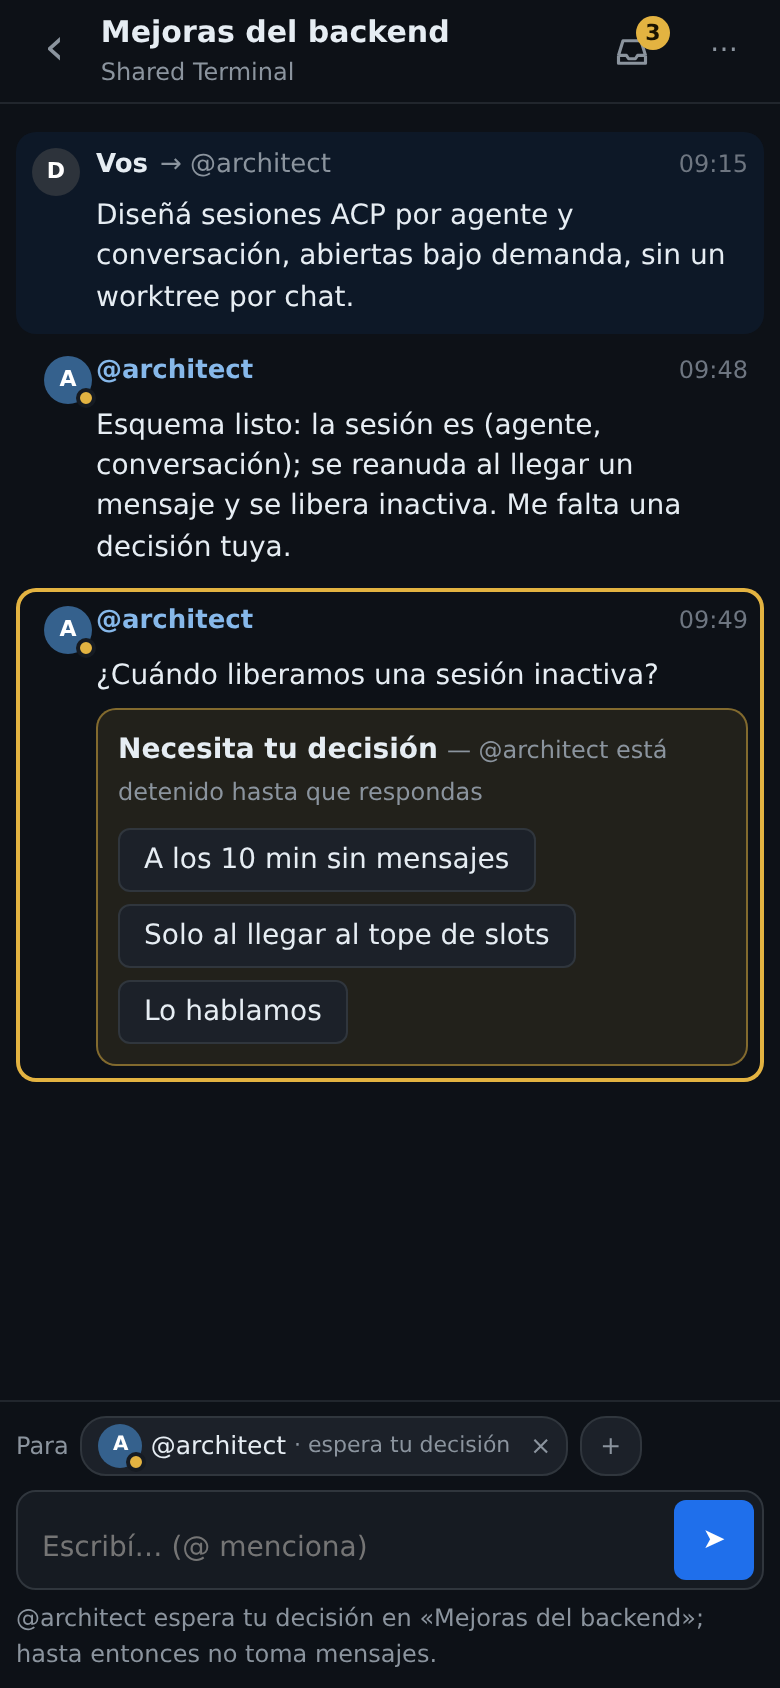 Mejoras del backend
Shared Terminal
3
D
Vos → @architect 09:15
Diseñá sesiones ACP por agente y
conversación, abiertas bajo demanda, sin un
worktree por chat.
A
@architect 09:48
Esquema listo: la sesión es (agente,
conversación); se reanuda al llegar un
mensaje y se libera inactiva. Me falta una
decisión tuya.
A
@architect 09:49
¿Cuándo liberamos una sesión inactiva?
Necesita tu decisión — @architect está
detenido hasta que respondas
A los 10 min sin mensajes
Solo al llegar al tope de slots
Lo hablamos
Para A @architect · espera tu decisión × +
Escribí… (@ menciona)
@architect espera tu decisión en «Mejoras del backend»;
hasta entonces no toma mensajes.